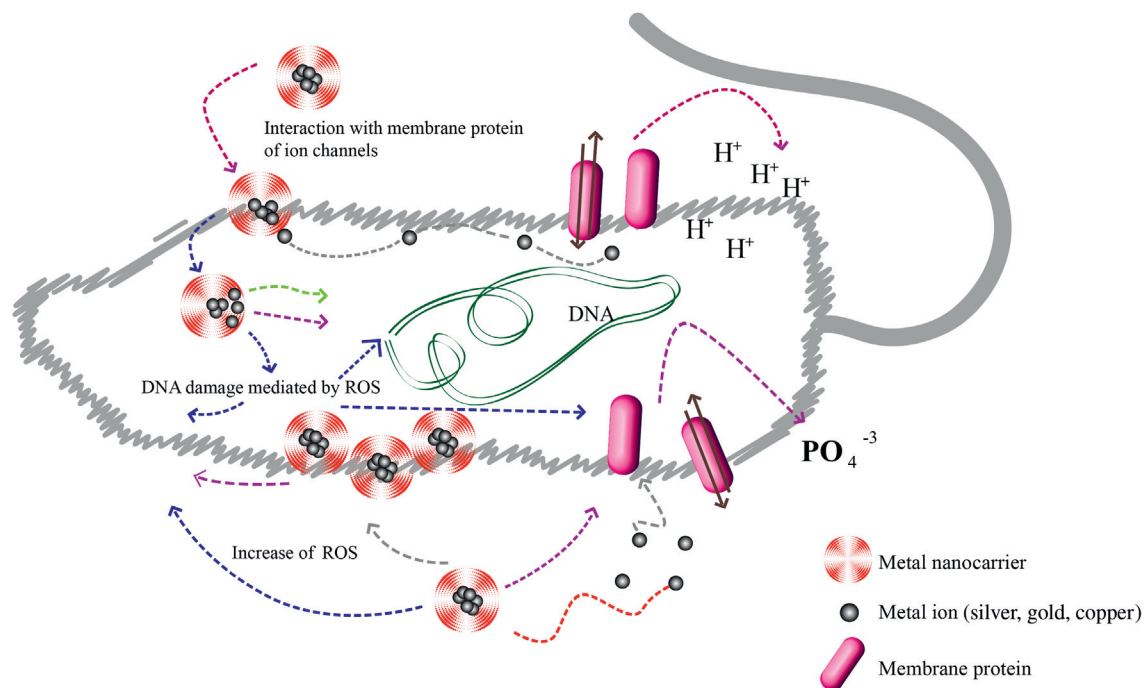 Interaction with membrane protein
of ion channels
H⁺
H⁺
H⁺
H⁺
H⁺
DNA
DNA damage mediated by ROS
PO₄⁻³
Increase of ROS
Metal nanocarrier
Metal ion (silver, gold, copper)
Membrane protein